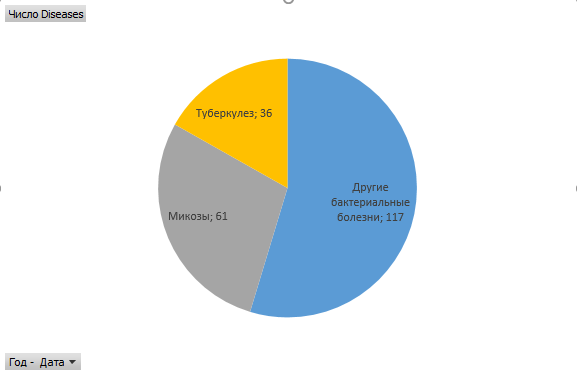 Число Diseases
Туберкулез; 36
Другие
бактериальные
болезни; 117
Микозы; 61
Год - Дата